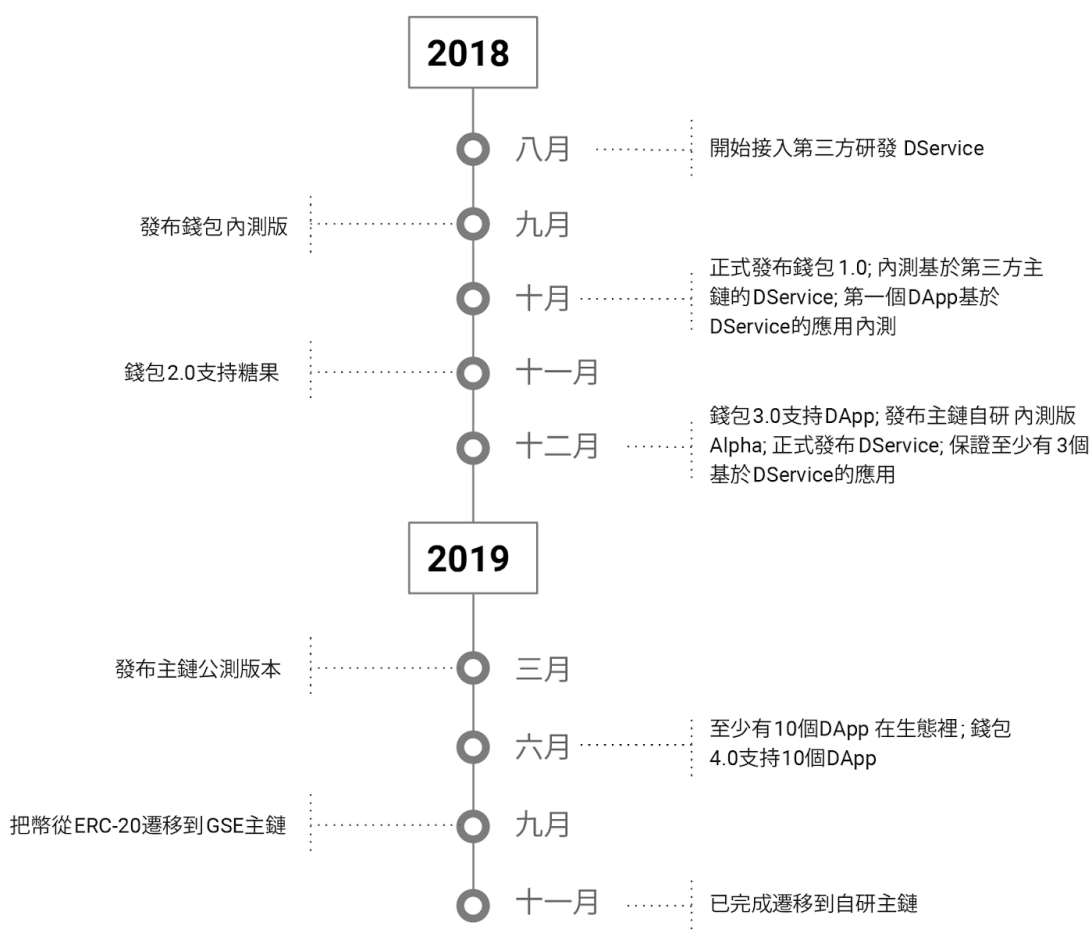 2018
八月
開始接入第三方研發 DService
發布錢包內測版
九月
十月
正式發布錢包 1.0; 內測基於第三方主
鏈的DService; 第一個DApp基於
DService的應用內測
錢包2.0支持糖果
十一月
十二月
錢包3.0支持DApp; 發布主鏈自研 內測版
Alpha; 正式發布 DService; 保證至少有 3個
基於DService的應用
2019
發布主鏈公測版本
三月
六月
至少有10個DApp 在生態裡; 錢包
4.0支持10個DApp
把幣從ERC-20遷移到 GSE主鏈
九月
十一月
已完成遷移到自研主鏈